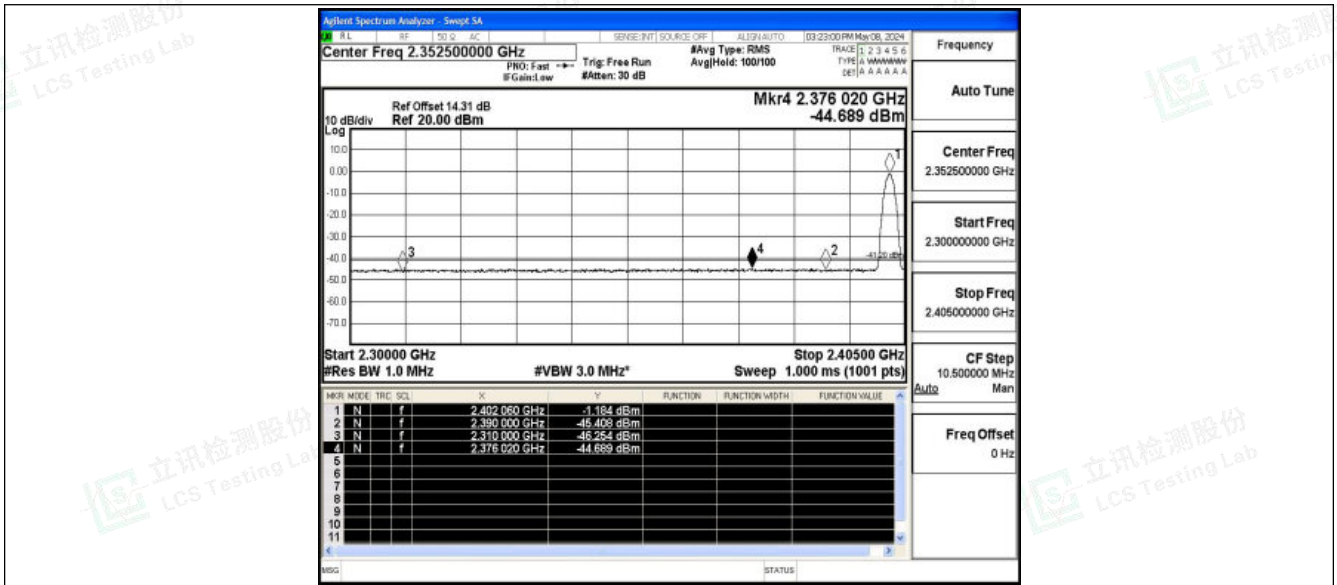 Agilent Spectrum Analyzer - Swept SA
RL RF 50 Ω AC SENSE:INT SOURCE OFF ALIGNAUTO 03:23:00 PM May 08, 2024
Center Freq 2.352500000 GHz
PNO: Fast
IFGain:Low
Trig: Free Run
#Atten: 30 dB
#Avg Type: RMS
Avg|Hold: 100/100
TRACE 1 2 3 4 5 6
TYPE A WWWWW
DET A A A A A A
Ref Offset 14.31 dB
Ref 20.00 dBm
10 dB/div
Log
Mkr4 2.376 020 GHz
-44.689 dBm
10.0
0.00
-10.0
-20.0
-30.0
-40.0
-50.0
-60.0
-70.0
1
2
3
4
-41.20 dBm
Start 2.30000 GHz
Stop 2.40500 GHz
#Res BW 1.0 MHz
#VBW 3.0 MHz*
Sweep 1.000 ms (1001 pts)
MKR MODE TRC SCL X Y FUNCTION FUNCTION WIDTH FUNCTION VALUE
1 N f 2.402 060 GHz -1.184 dBm
2 N f 2.390 000 GHz -45.408 dBm
3 N f 2.310 000 GHz -46.254 dBm
4 N f 2.376 020 GHz -44.689 dBm
5
6
7
8
9
10
11
MSG
STATUS
Frequency
Auto Tune
Center Freq
2.352500000 GHz
Start Freq
2.300000000 GHz
Stop Freq
2.405000000 GHz
CF Step
10.500000 MHz
Auto Man
Freq Offset
0 Hz
立讯检测股份
LCS Testing Lab
立讯检测股份
LCS Testing Lab
立讯检测股份
LCS Testing Lab